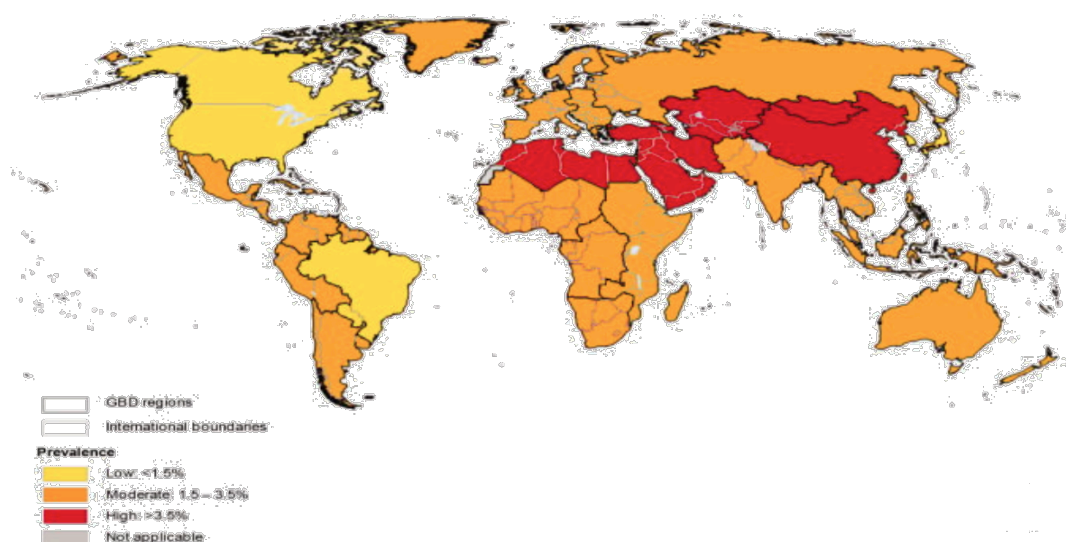 GBD regions
International boundaries
Prevalence
Low: <1.5%
Moderate: 1.5 – 3.5%
High: >3.5%
Not applicable